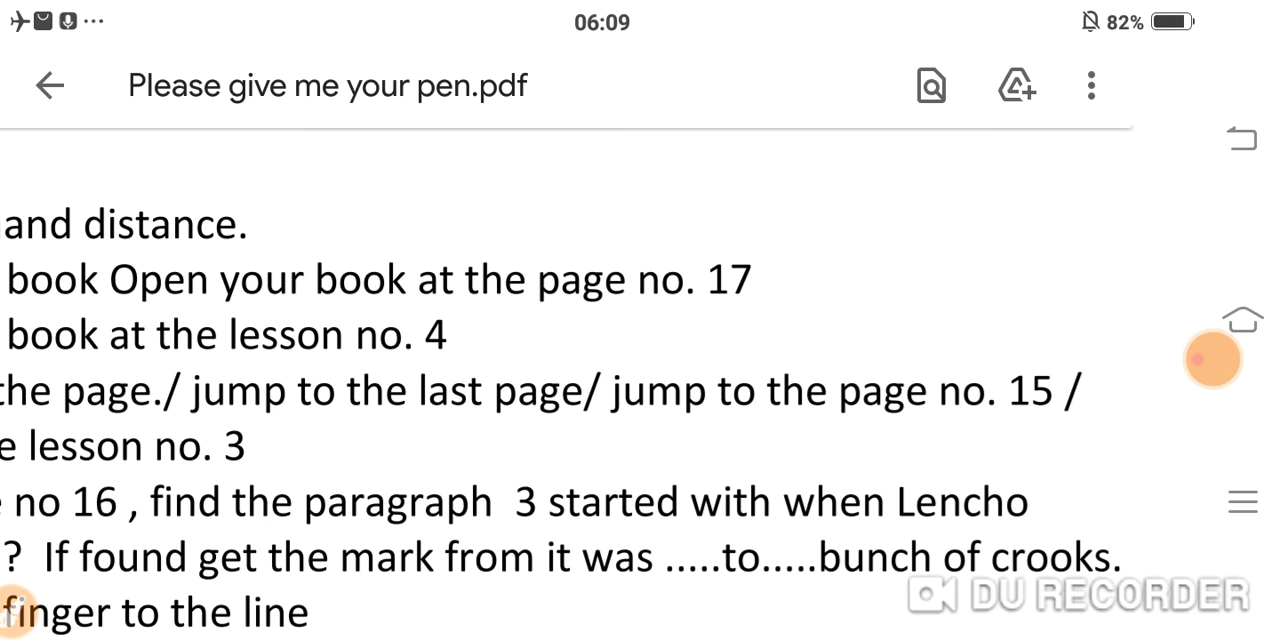 06:09
82%
Please give me your pen.pdf
and distance.
book Open your book at the page no. 17
book at the lesson no. 4
the page./ jump to the last page/ jump to the page no. 15 /
e lesson no. 3
no 16 , find the paragraph 3 started with when Lencho
? If found get the mark from it was .....to.....bunch of crooks.
finger to the line
DU RECORDER